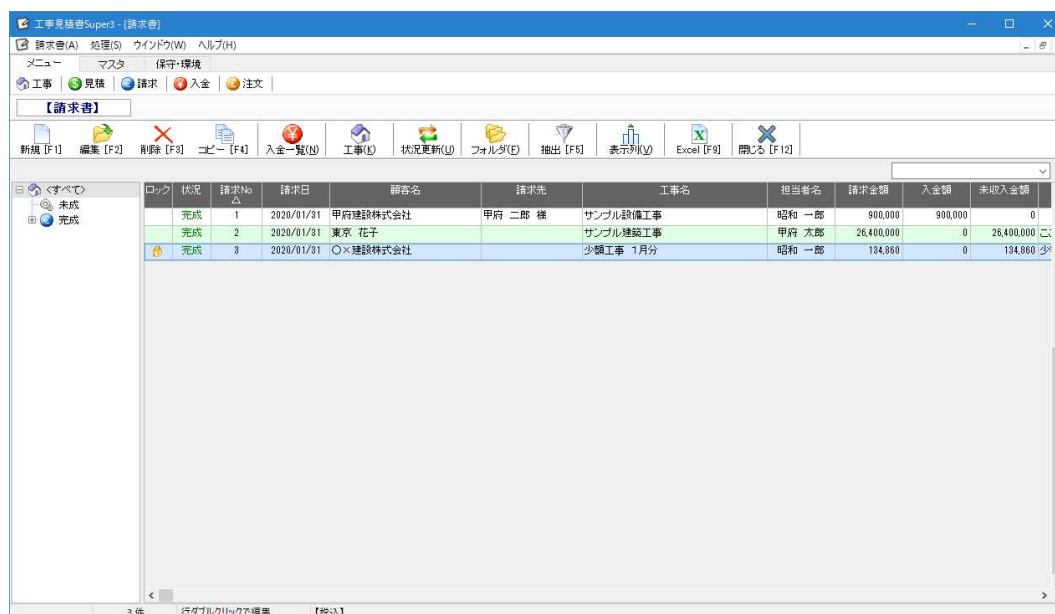 工事見積書Super3 - [請求書]
請求書(A) 処理(S) ウインドウ(W) ヘルプ(H)
メニュー マスタ 保守・環境
工事 見積 請求 入金 注文
【請求書】
新規 [F1] 編集 [F2] 削除 [F3] コピー [F4] 入金一覧(N) 工事(K) 状況更新(U) フォルダ(F) 抽出 [F5] 表示列(V) Excel [F9] 閉じる [F12]
<すべて>
未成
完成
ロック 状況 請求No 請求日 顧客名 請求先 工事名 担当者名 請求金額 入金額 未収入金額
完成 1 2020/01/31 甲府建設株式会社 甲府 二郎 様 サンプル設備工事 昭和 一郎 900,000 900,000 0
完成 2 2020/01/31 東京 花子 サンプル建築工事 甲府 太郎 26,400,000 0 26,400,000
完成 3 2020/01/31 〇×建設株式会社 少額工事 1月分 昭和 一郎 134,860 0 134,860 少
3 件 行ダブルクリックで編集 【税込】